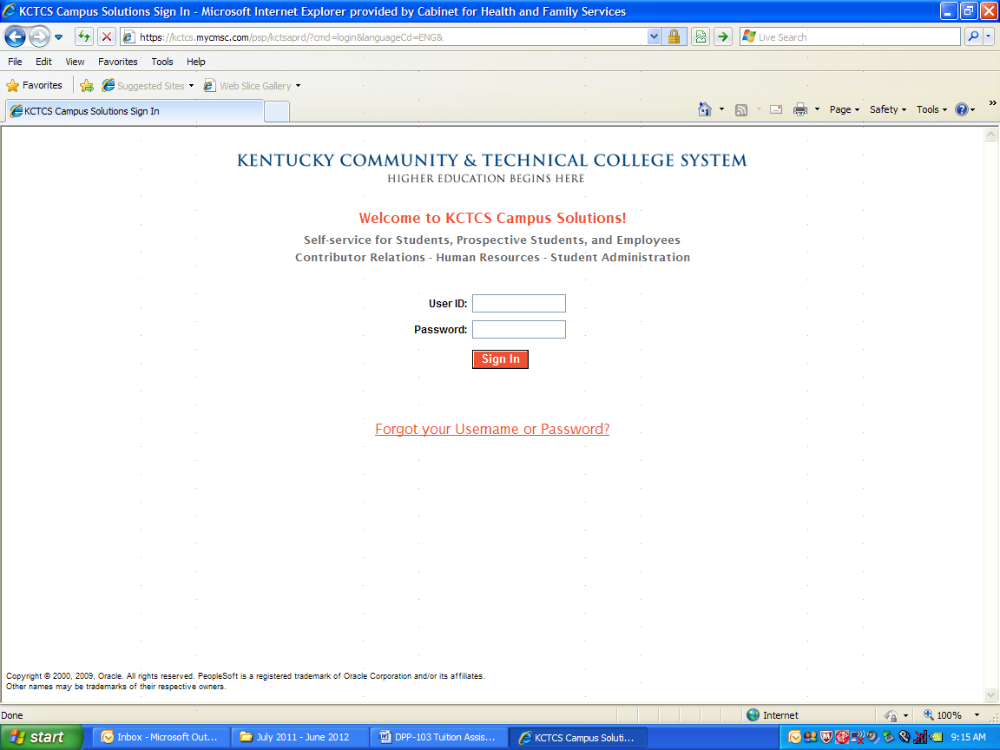 KCTCS Campus Solutions Sign In - Microsoft Internet Explorer provided by Cabinet for Health and Family Services
https://kctcs.mycmsc.com/psp/kctsaprd/?cmd=login&languageCd=ENG&
Live Search
File Edit View Favorites Tools Help
Favorites Suggested Sites Web Slice Gallery
KCTCS Campus Solutions Sign In
Page Safety Tools
KENTUCKY COMMUNITY & TECHNICAL COLLEGE SYSTEM
HIGHER EDUCATION BEGINS HERE
Welcome to KCTCS Campus Solutions!
Self-service for Students, Prospective Students, and Employees
Contributor Relations - Human Resources - Student Administration
User ID:
Password:
Sign In
Forgot your Username or Password?
Copyright © 2000, 2009, Oracle. All rights reserved. PeopleSoft is a registered trademark of Oracle Corporation and/or its affiliates.
Other names may be trademarks of their respective owners.
Done Internet 100%
start Inbox - Microsoft Out... July 2011 - June 2012 DPP-103 Tuition Assis... KCTCS Campus Soluti... 9:15 AM